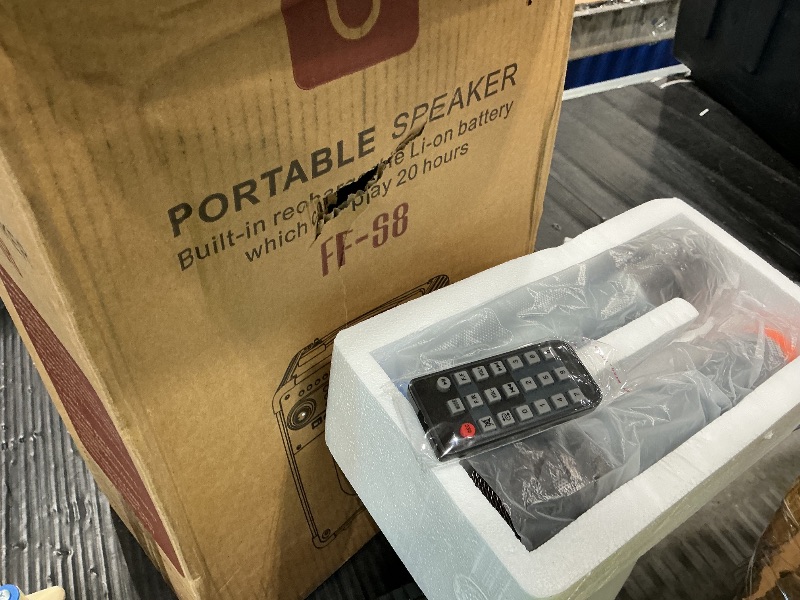 PORTABLE SPEAKER
Built-in Li-on battery
which play 20 hours
FF-S8